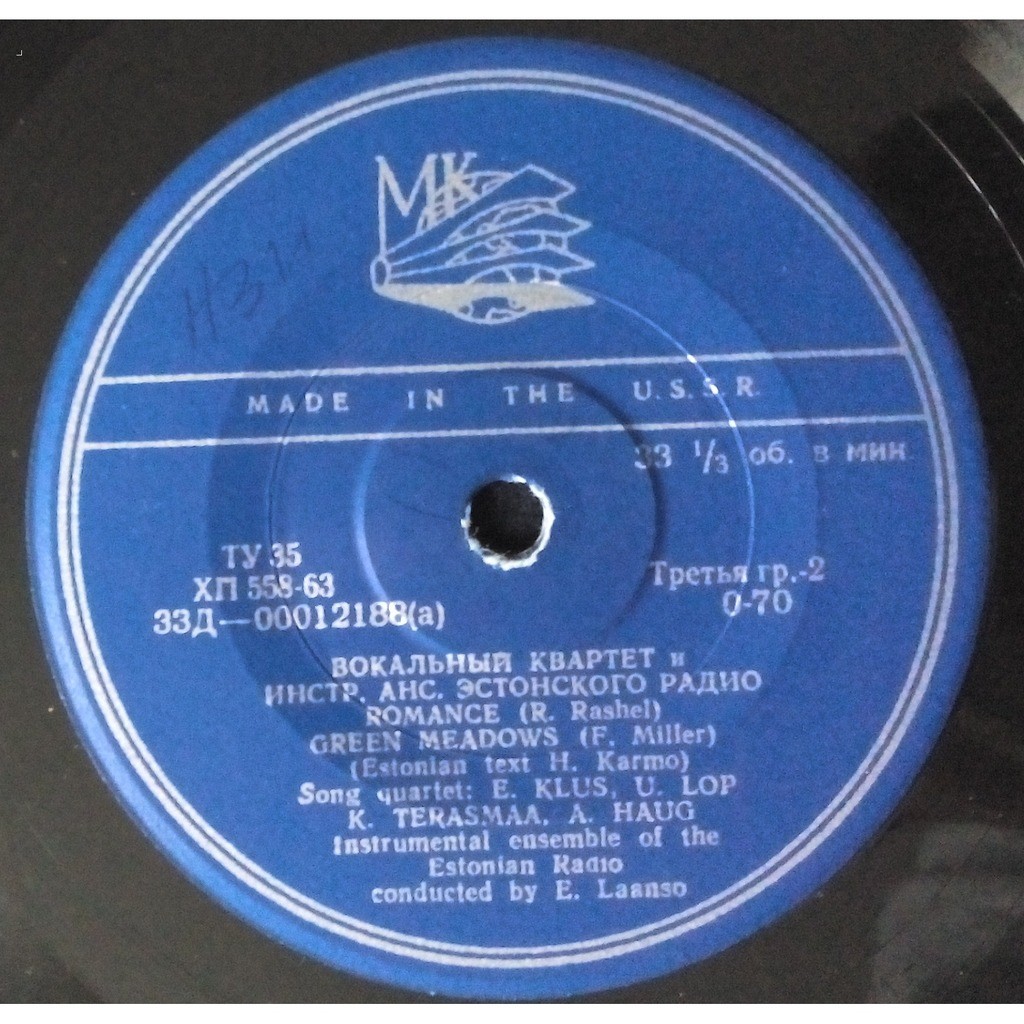 МК
MADE IN THE U.S.S.R.
33 1/3 об. в мин.
ТУ 35
ХП 558-63
33Д—00012188(а)
Третья гр.-2
0-70
ВОКАЛЬНЫЙ КВАРТЕТ и
ИНСТР. АНС. ЭСТОНСКОГО РАДИО
ROMANCE (R. Rashel)
GREEN MEADOWS (F. Miller)
(Estonian text H. Karmo)
Song quartet: E. KLUS, U. LOP
K. TERASMAA, A. HAUG
Instrumental ensemble of the
Estonian Radio
conducted by E. Laanso